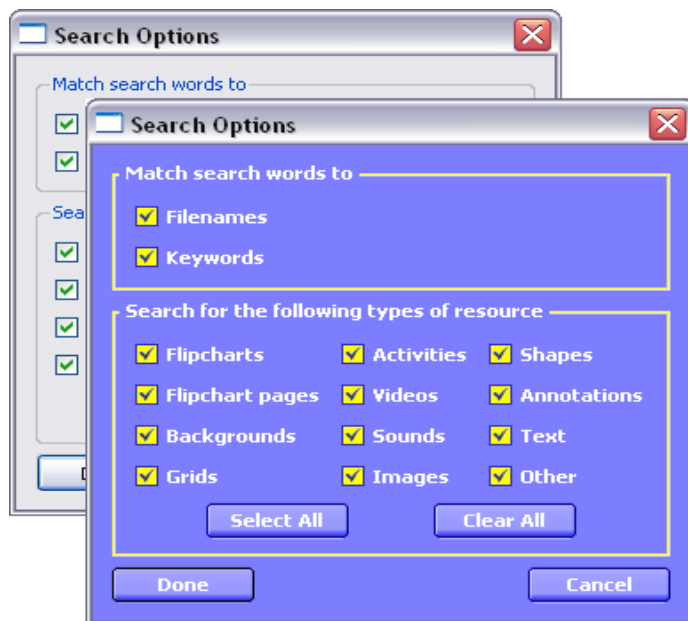 Search Options
Match search words to
Search Options
Match search words to
Filenames
Keywords
Search for the following types of resource
Flipcharts Activities Shapes
Flipchart pages Videos Annotations
Backgrounds Sounds Text
Grids Images Other
Select All Clear All
Done Cancel